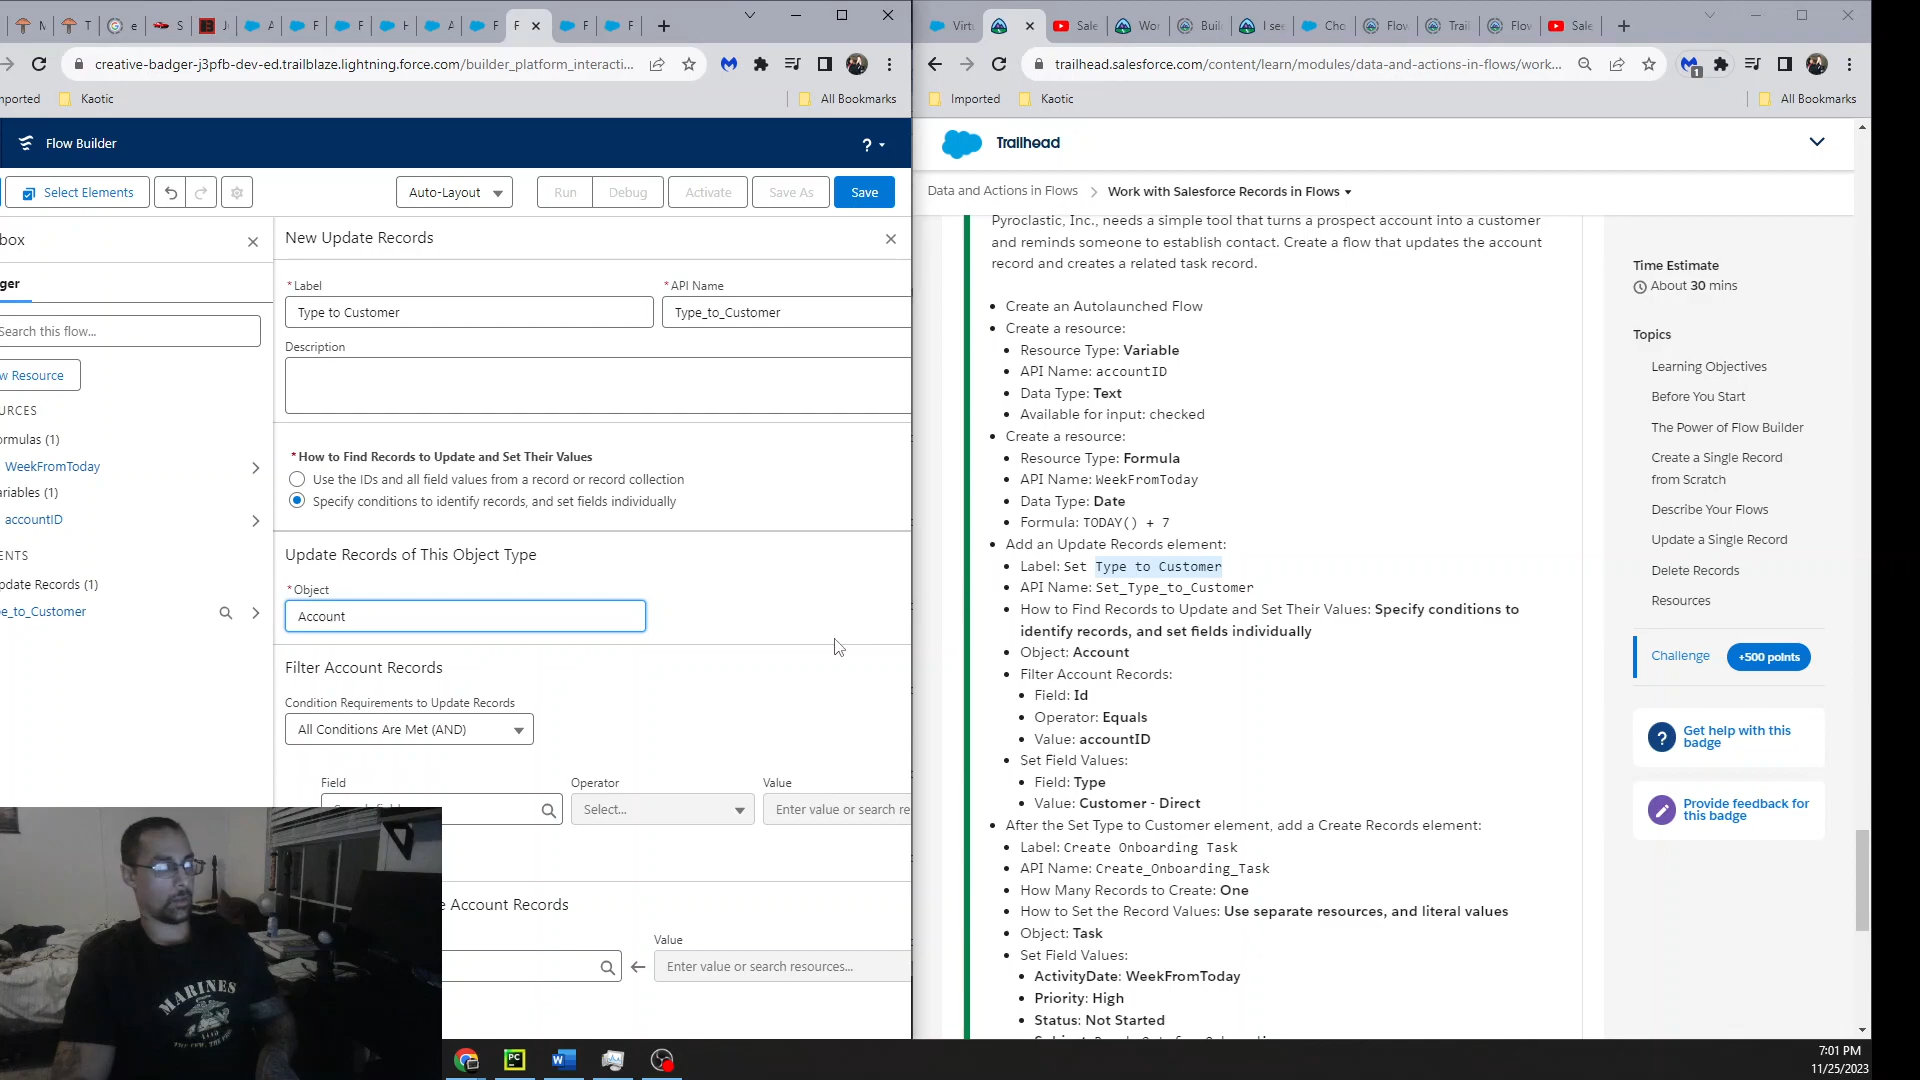 M
T
e
S
J
A
F
F
H
A
F
F
F
F
creative-badger-j3pfb-dev-ed.trailblaze.lightning.force.com/builder_platform_interacti...
nported
Kaotic
All Bookmarks
Flow Builder
?
Select Elements
Auto-Layout
Run
Debug
Activate
Save As
Save
box
ger
Search this flow...
w Resource
URCES
ormulas (1)
WeekFromToday
ariables (1)
accountID
ENTS
pdate Records (1)
pe_to_Customer
New Update Records
* Label
* API Name
Type to Customer
Type_to_Customer
Description
* How to Find Records to Update and Set Their Values
Use the IDs and all field values from a record or record collection
Specify conditions to identify records, and set fields individually
Update Records of This Object Type
* Object
Account
Filter Account Records
Condition Requirements to Update Records
All Conditions Are Met (AND)
Field
Operator
Value
Select...
Enter value or search re
e Account Records
Value
Enter value or search resources...
MARINES
Virtu
Sale
Wor
Buil
I see
Cho
Flow
Trail
Flov
Sale
trailhead.salesforce.com/content/learn/modules/data-and-actions-in-flows/work...
1
Imported
Kaotic
All Bookmarks
Trailhead
Data and Actions in Flows
Work with Salesforce Records in Flows
Pyroclastic, Inc., needs a simple tool that turns a prospect account into a customer
and reminds someone to establish contact. Create a flow that updates the account
record and creates a related task record.
• Create an Autolaunched Flow
• Create a resource:
• Resource Type: Variable
• API Name: accountID
• Data Type: Text
• Available for input: checked
• Create a resource:
• Resource Type: Formula
• API Name: WeekFromToday
• Data Type: Date
• Formula: TODAY() + 7
• Add an Update Records element:
• Label: Set Type to Customer
• API Name: Set_Type_to_Customer
• How to Find Records to Update and Set Their Values: Specify conditions to
identify records, and set fields individually
• Object: Account
• Filter Account Records:
• Field: Id
• Operator: Equals
• Value: accountID
• Set Field Values:
• Field: Type
• Value: Customer - Direct
• After the Set Type to Customer element, add a Create Records element:
• Label: Create Onboarding Task
• API Name: Create_Onboarding_Task
• How Many Records to Create: One
• How to Set the Record Values: Use separate resources, and literal values
• Object: Task
• Set Field Values:
• ActivityDate: WeekFromToday
• Priority: High
• Status: Not Started
Time Estimate
About 30 mins
Topics
Learning Objectives
Before You Start
The Power of Flow Builder
Create a Single Record
from Scratch
Describe Your Flows
Update a Single Record
Delete Records
Resources
Challenge
+500 points
Get help with this
badge
Provide feedback for
this badge
PC
7:01 PM
11/25/2023